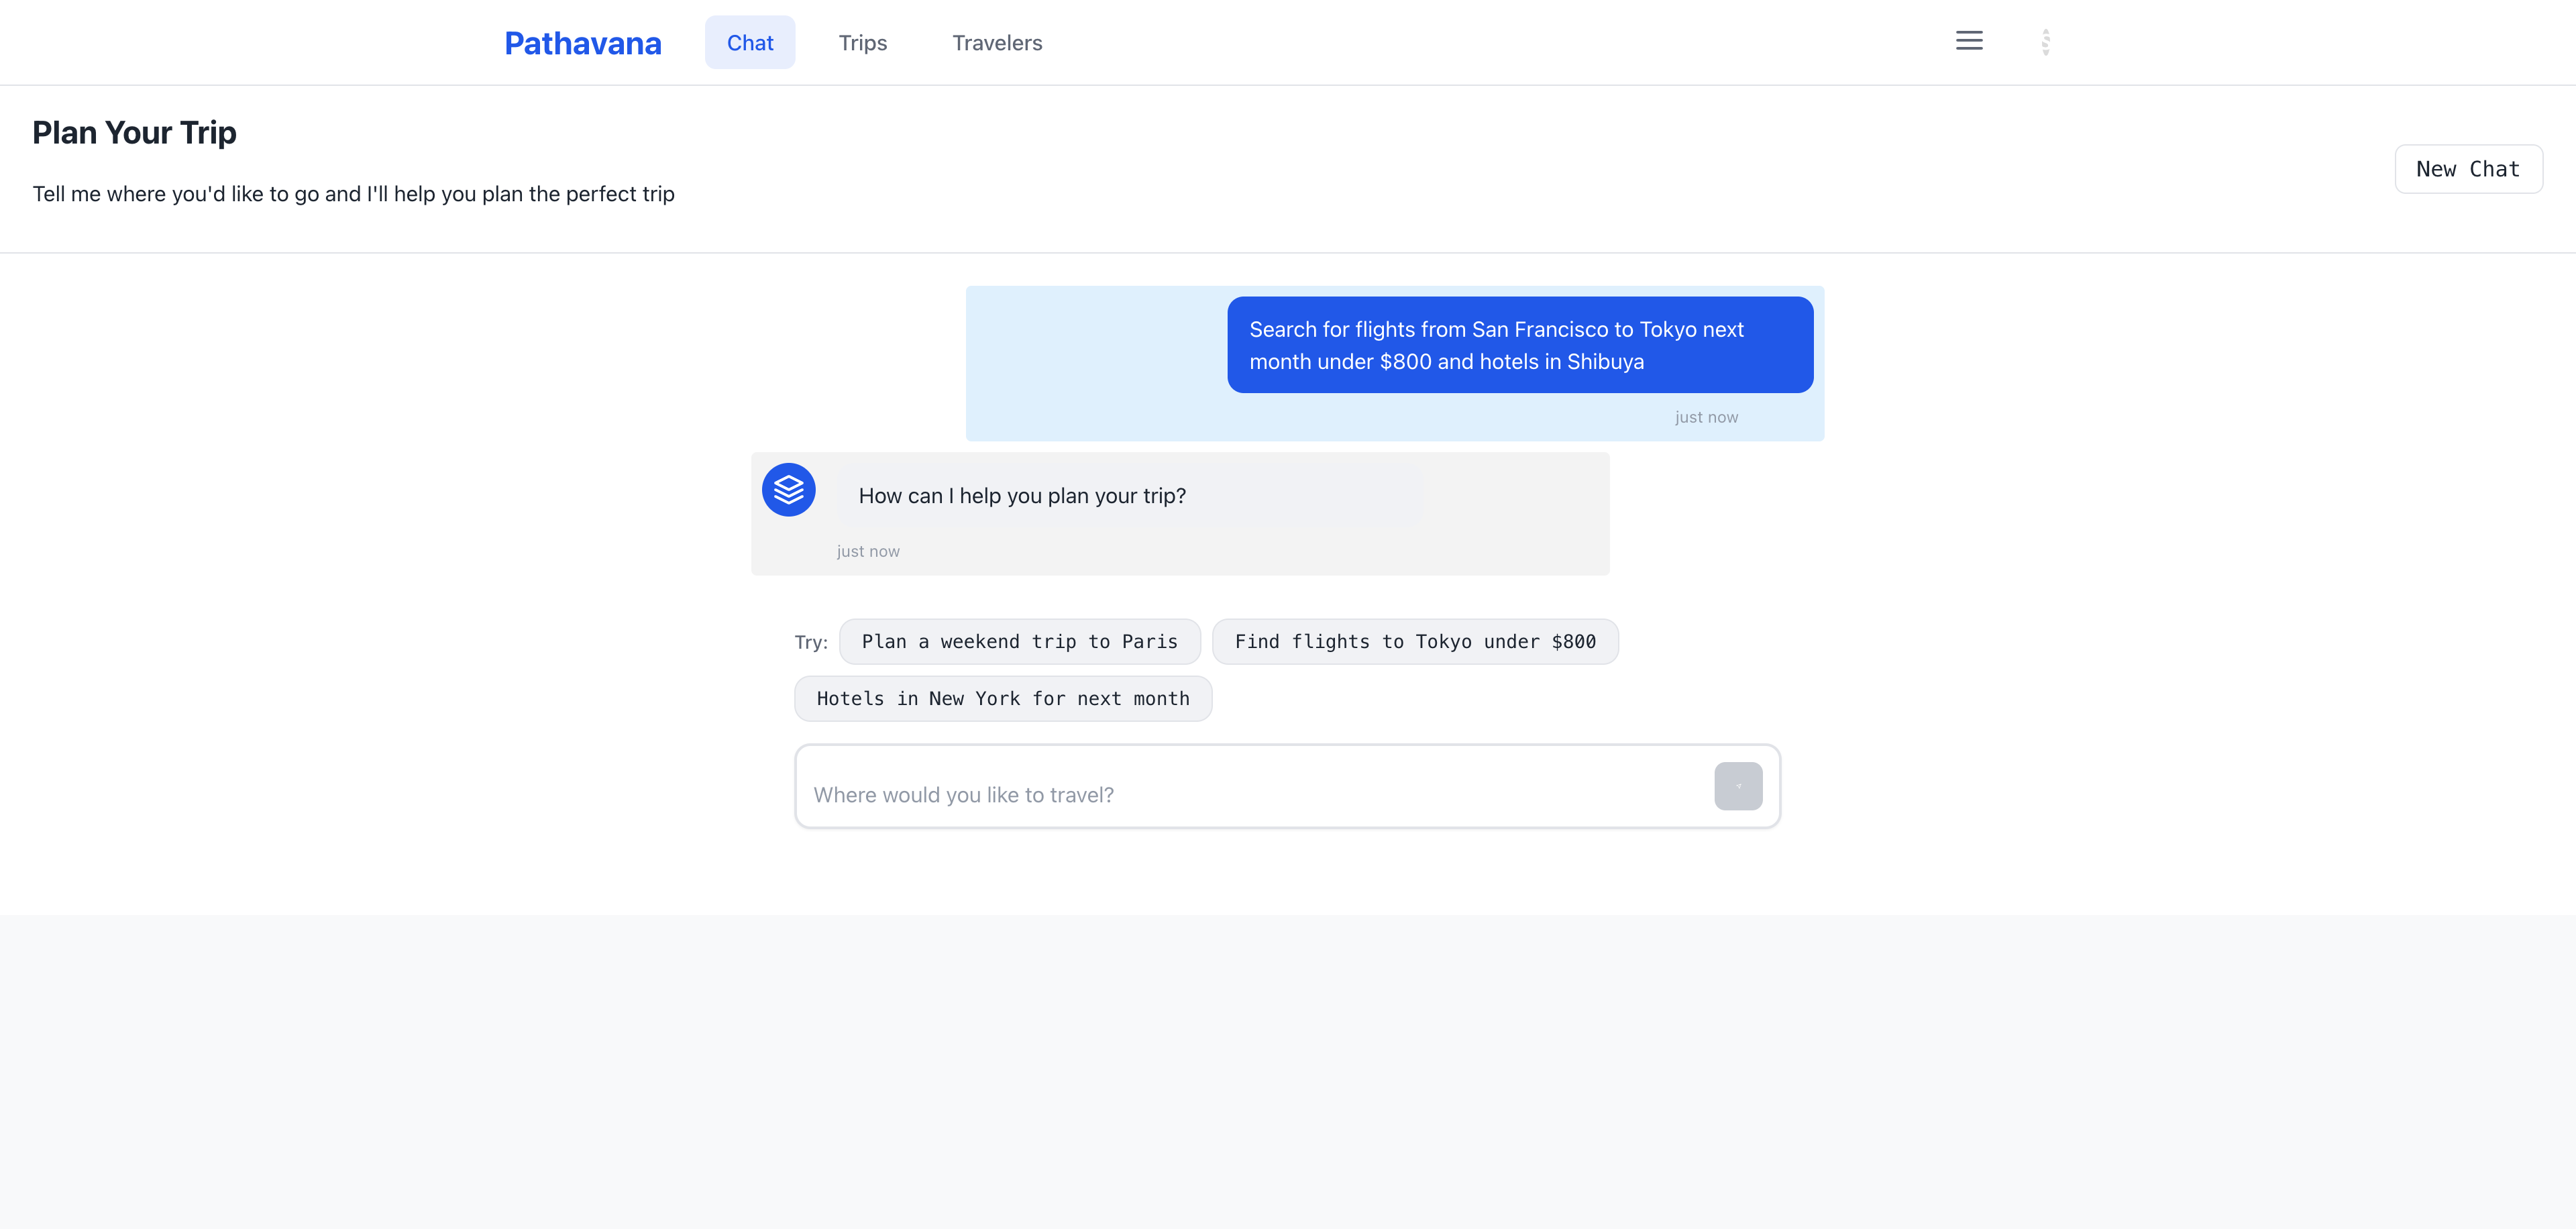 Pathavana
Chat
Trips
Travelers
Plan Your Trip
Tell me where you'd like to go and I'll help you plan the perfect trip
New Chat
Search for flights from San Francisco to Tokyo next
month under $800 and hotels in Shibuya
just now
How can I help you plan your trip?
just now
Try:
Plan a weekend trip to Paris
Find flights to Tokyo under $800
Hotels in New York for next month
Where would you like to travel?